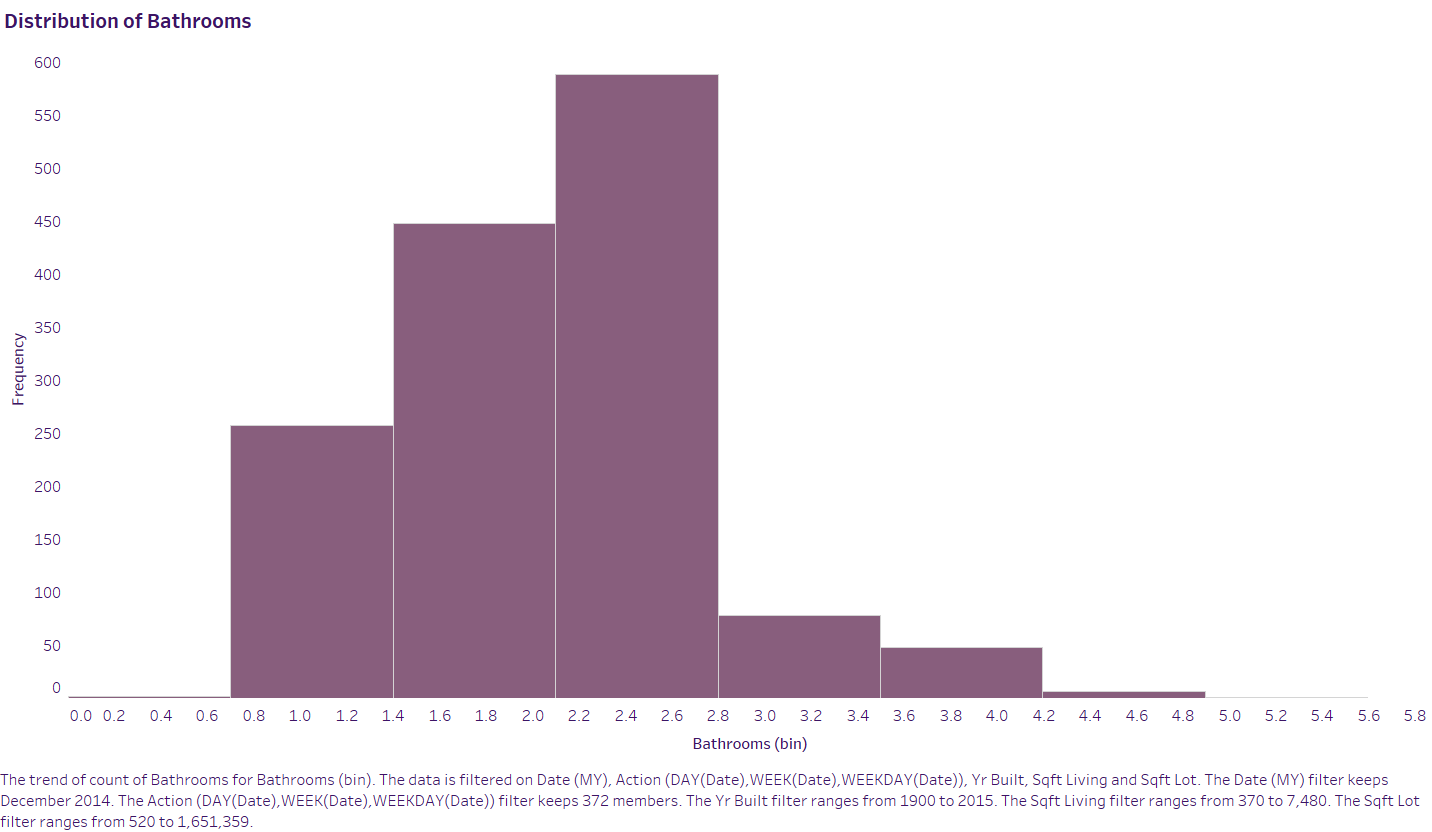 Distribution of Bathrooms
600
550
500
450
400
350
300
250
200
150
100
50
0
Frequency
0.0 0.2 0.4 0.6 0.8 1.0 1.2 1.4 1.6 1.8 2.0 2.2 2.4 2.6 2.8 3.0 3.2 3.4 3.6 3.8 4.0 4.2 4.4 4.6 4.8 5.0 5.2 5.4 5.6 5.8
Bathrooms (bin)
The trend of count of Bathrooms for Bathrooms (bin). The data is filtered on Date (MY), Action (DAY(Date),WEEK(Date),WEEKDAY(Date)), Yr Built, Sqft Living and Sqft Lot. The Date (MY) filter keeps
December 2014. The Action (DAY(Date),WEEK(Date),WEEKDAY(Date)) filter keeps 372 members. The Yr Built filter ranges from 1900 to 2015. The Sqft Living filter ranges from 370 to 7,480. The Sqft Lot
filter ranges from 520 to 1,651,359.